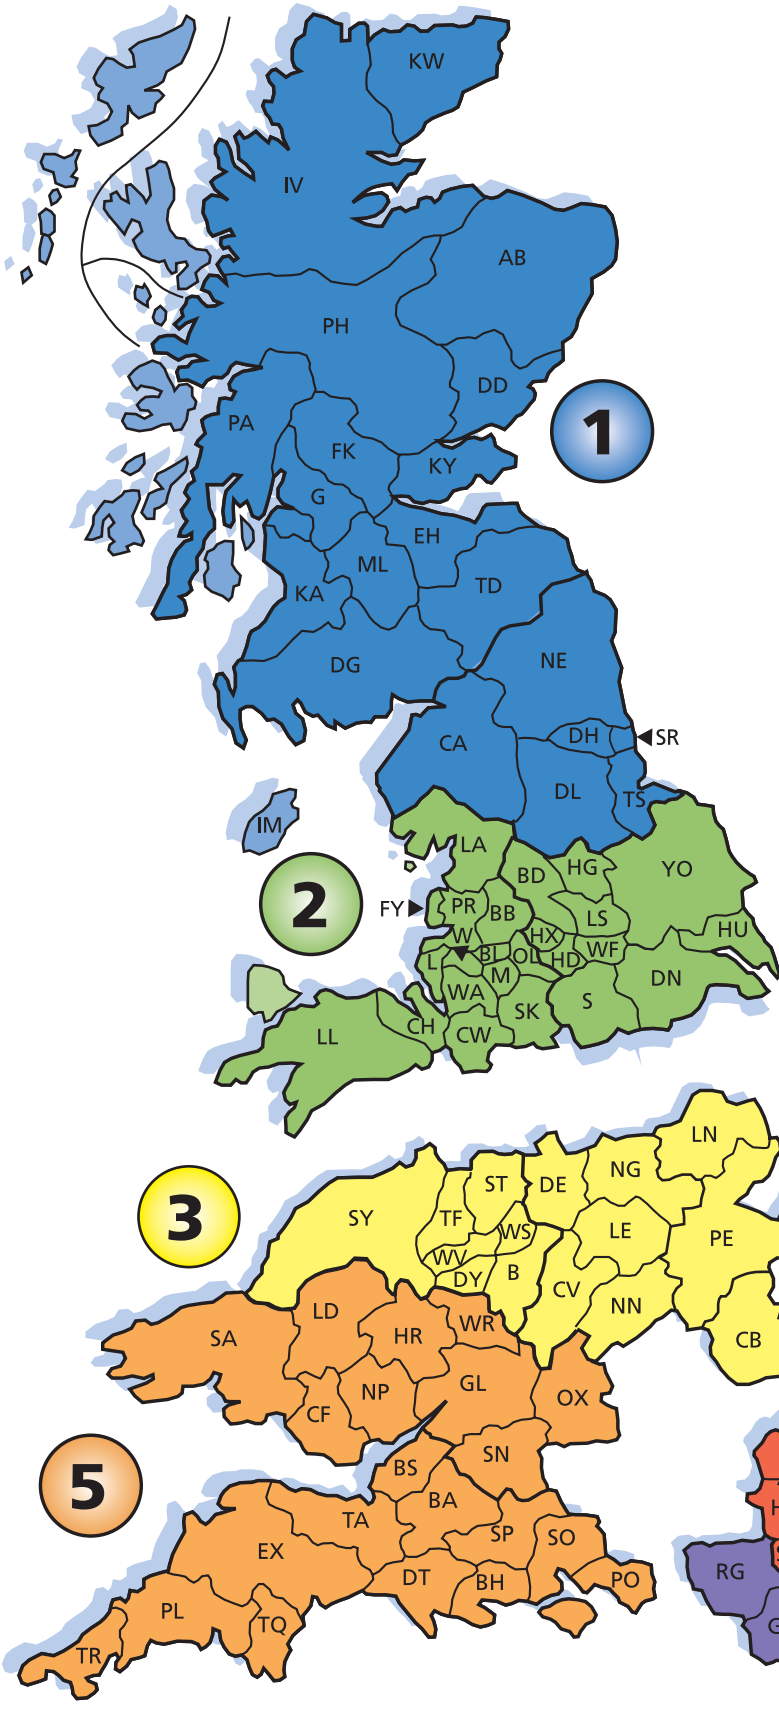 KW
IV
AB
PH
DD
1
PA
FK
KY
G
EH
ML
TD
KA
NE
DG
DH
SR
CA
DL
TS
IM
LA
HG
YO
BD
2
FY
PR
BB
LS
HU
W
HX
L
BL
OL
HD
WF
M
DN
WA
S
SK
CH
CW
LL
LN
NG
ST
DE
3
SY
TF
WS
LE
PE
WV
DY
B
CV
NN
CB
LD
WR
SA
HR
GL
NP
OX
CF
SN
BS
5
BA
TA
SP
SO
EX
DT
BH
PO
RG
PL
TQ
TR